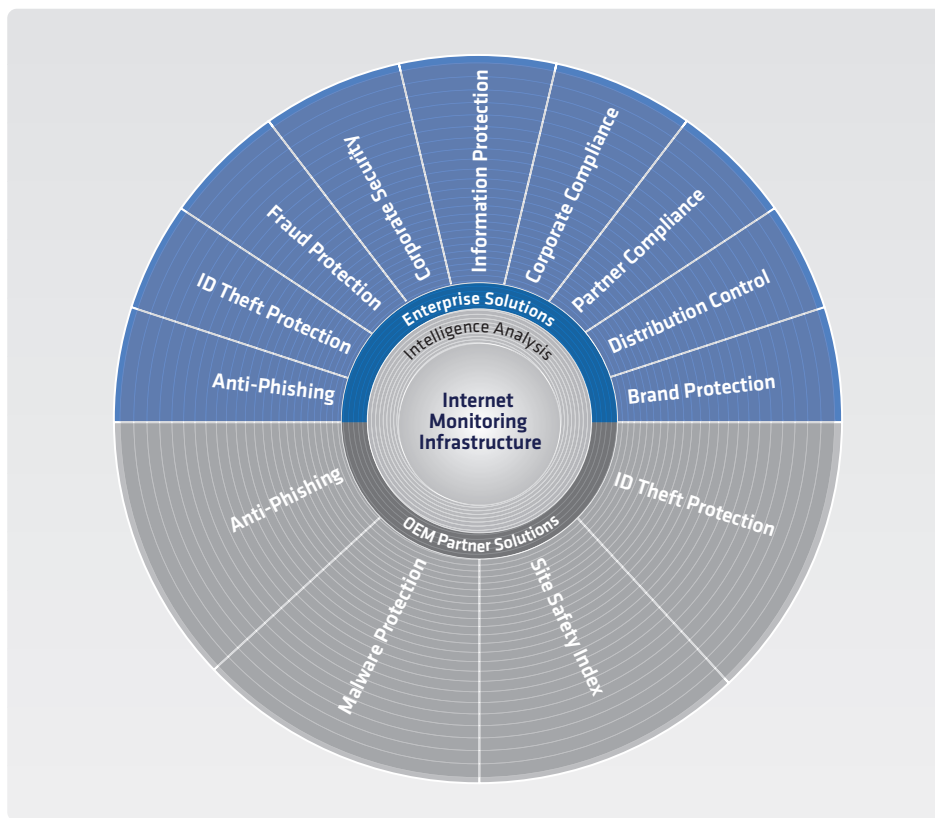 Anti-Phishing
ID Theft Protection
Fraud Protection
Corporate Security
Information Protection
Corporate Compliance
Partner Compliance
Distribution Control
Brand Protection
Enterprise Solutions
Intelligence Analysis
Internet
Monitoring
Infrastructure
OEM Partner Solutions
Anti-Phishing
Malware Protection
Site Safety Index
ID Theft Protection